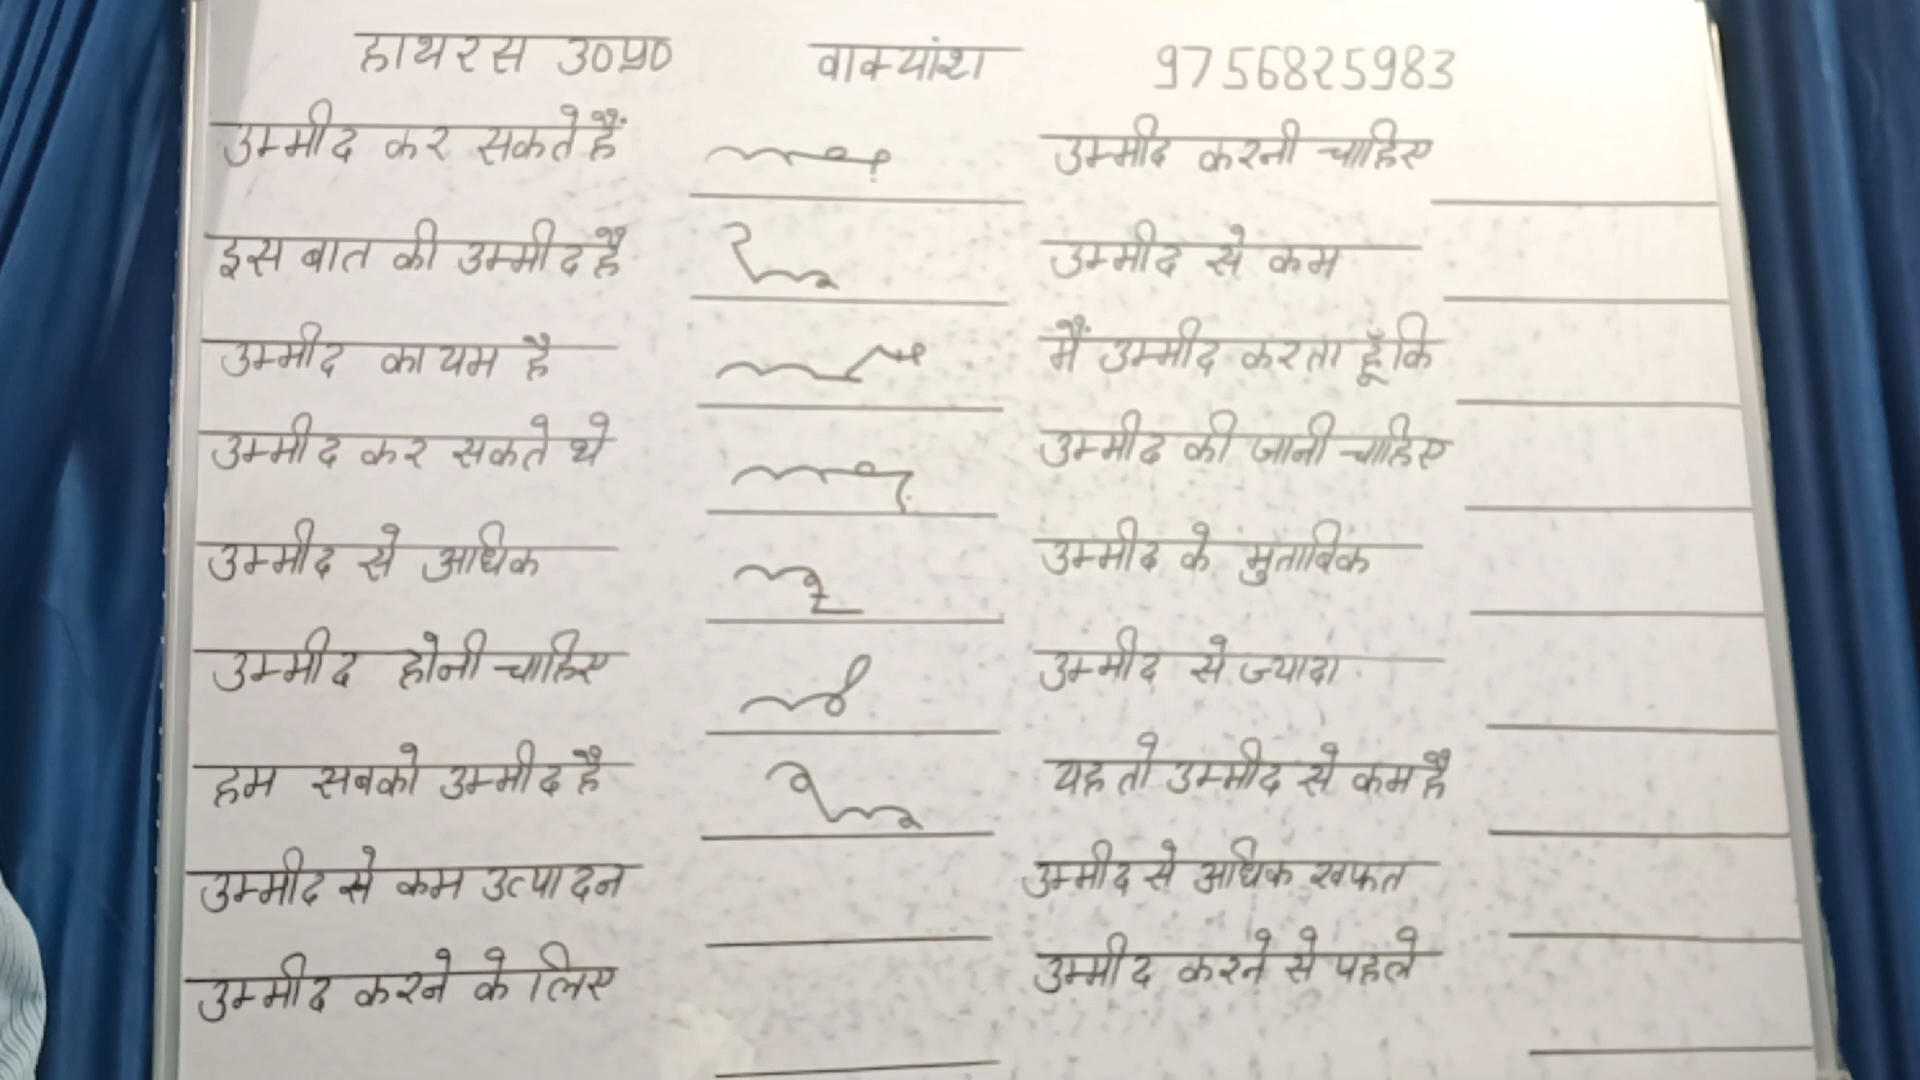 हाथरस उ०प्र० वाक्यांश 9756825983
उम्मीद कर सकते हैं उम्मीद करनी चाहिए
इस बात की उम्मीद है उम्मीद से कम
उम्मीद कायम है मैं उम्मीद करता हूँ कि
उम्मीद कर सकते थे उम्मीद की जानी चाहिए
उम्मीद से अधिक उम्मीद के मुताबिक
उम्मीद होनी चाहिए उम्मीद से ज्यादा
हम सबको उम्मीद है यह तो उम्मीद से कम है
उम्मीद से कम उत्पादन उम्मीद से अधिक खफत
उम्मीद करने के लिए उम्मीद करने से पहले